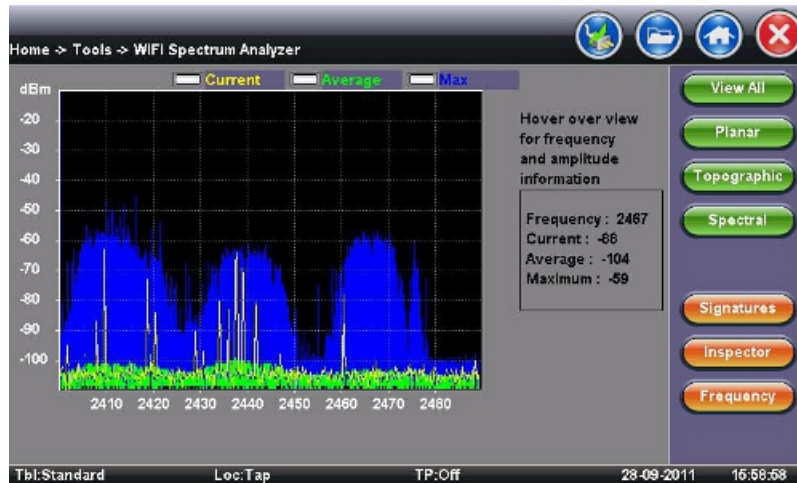 Home -> Tools -> WiFi Spectrum Analyzer
dBm
Current
Average
Max
-20
-30
-40
-50
-60
-70
-80
-90
-100
2410 2420 2430 2440 2450 2460 2470 2480
Hover over view
for frequency
and amplitude
information
Frequency : 2467
Current : -86
Average : -104
Maximum : -59
View All
Planar
Topographic
Spectral
Signatures
Inspector
Frequency
Tbl:Standard Loc:Tap TP:Off 28-09-2011 15:58:58